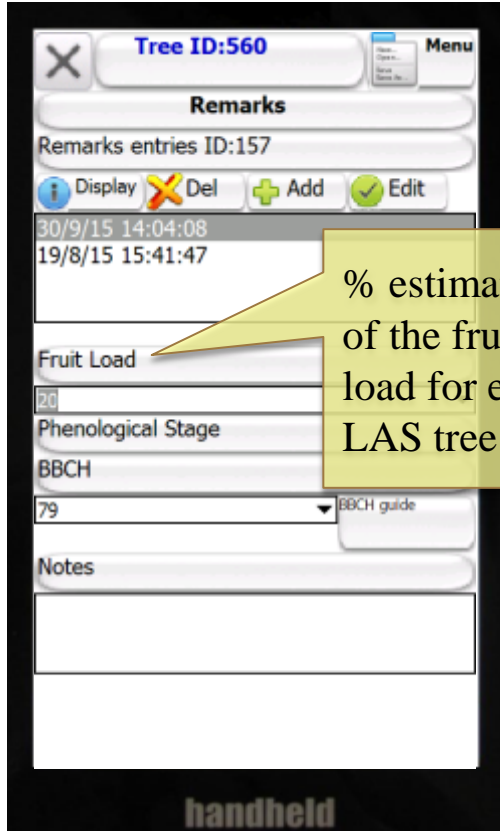 Tree ID:560
Menu
Remarks
Remarks entries ID:157
Display Del Add Edit
30/9/15 14:04:08
19/8/15 15:41:47
% estima
of the fru
load for e
LAS tree
Fruit Load
20
Phenological Stage
BBCH
79
BBCH guide
Notes
handheld